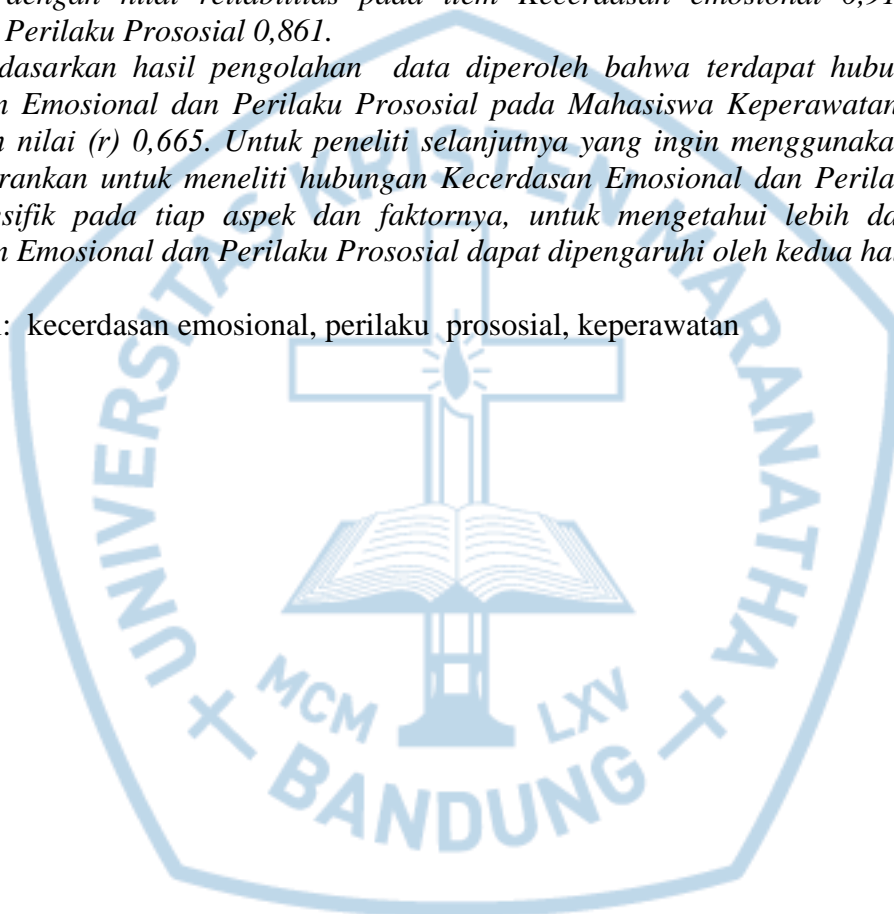 dengan nilai reliabilitas pada item Kecerdaasan emosional 0,91
Perilaku Prososial 0,861.
dasarkan hasil pengolahan data diperoleh bahwa terdapat hubu
n Emosional dan Perilaku Prososial pada Mahasiswa Keperawatan
n nilai (r) 0,665. Untuk peneliti selanjutnya yang ingin menggunaka
rankan untuk meneliti hubungan Kecerdasan Emosional dan Perila
sifik pada tiap aspek dan faktornya, untuk mengetahui lebih da
n Emosional dan Perilaku Prososial dapat dipengaruhi oleh kedua ha
: kecerdasan emosional, perilaku prososial, keperawatan
UNIVERSITAS KRISTEN MARANATHA
MCM LXV
BANDUNG